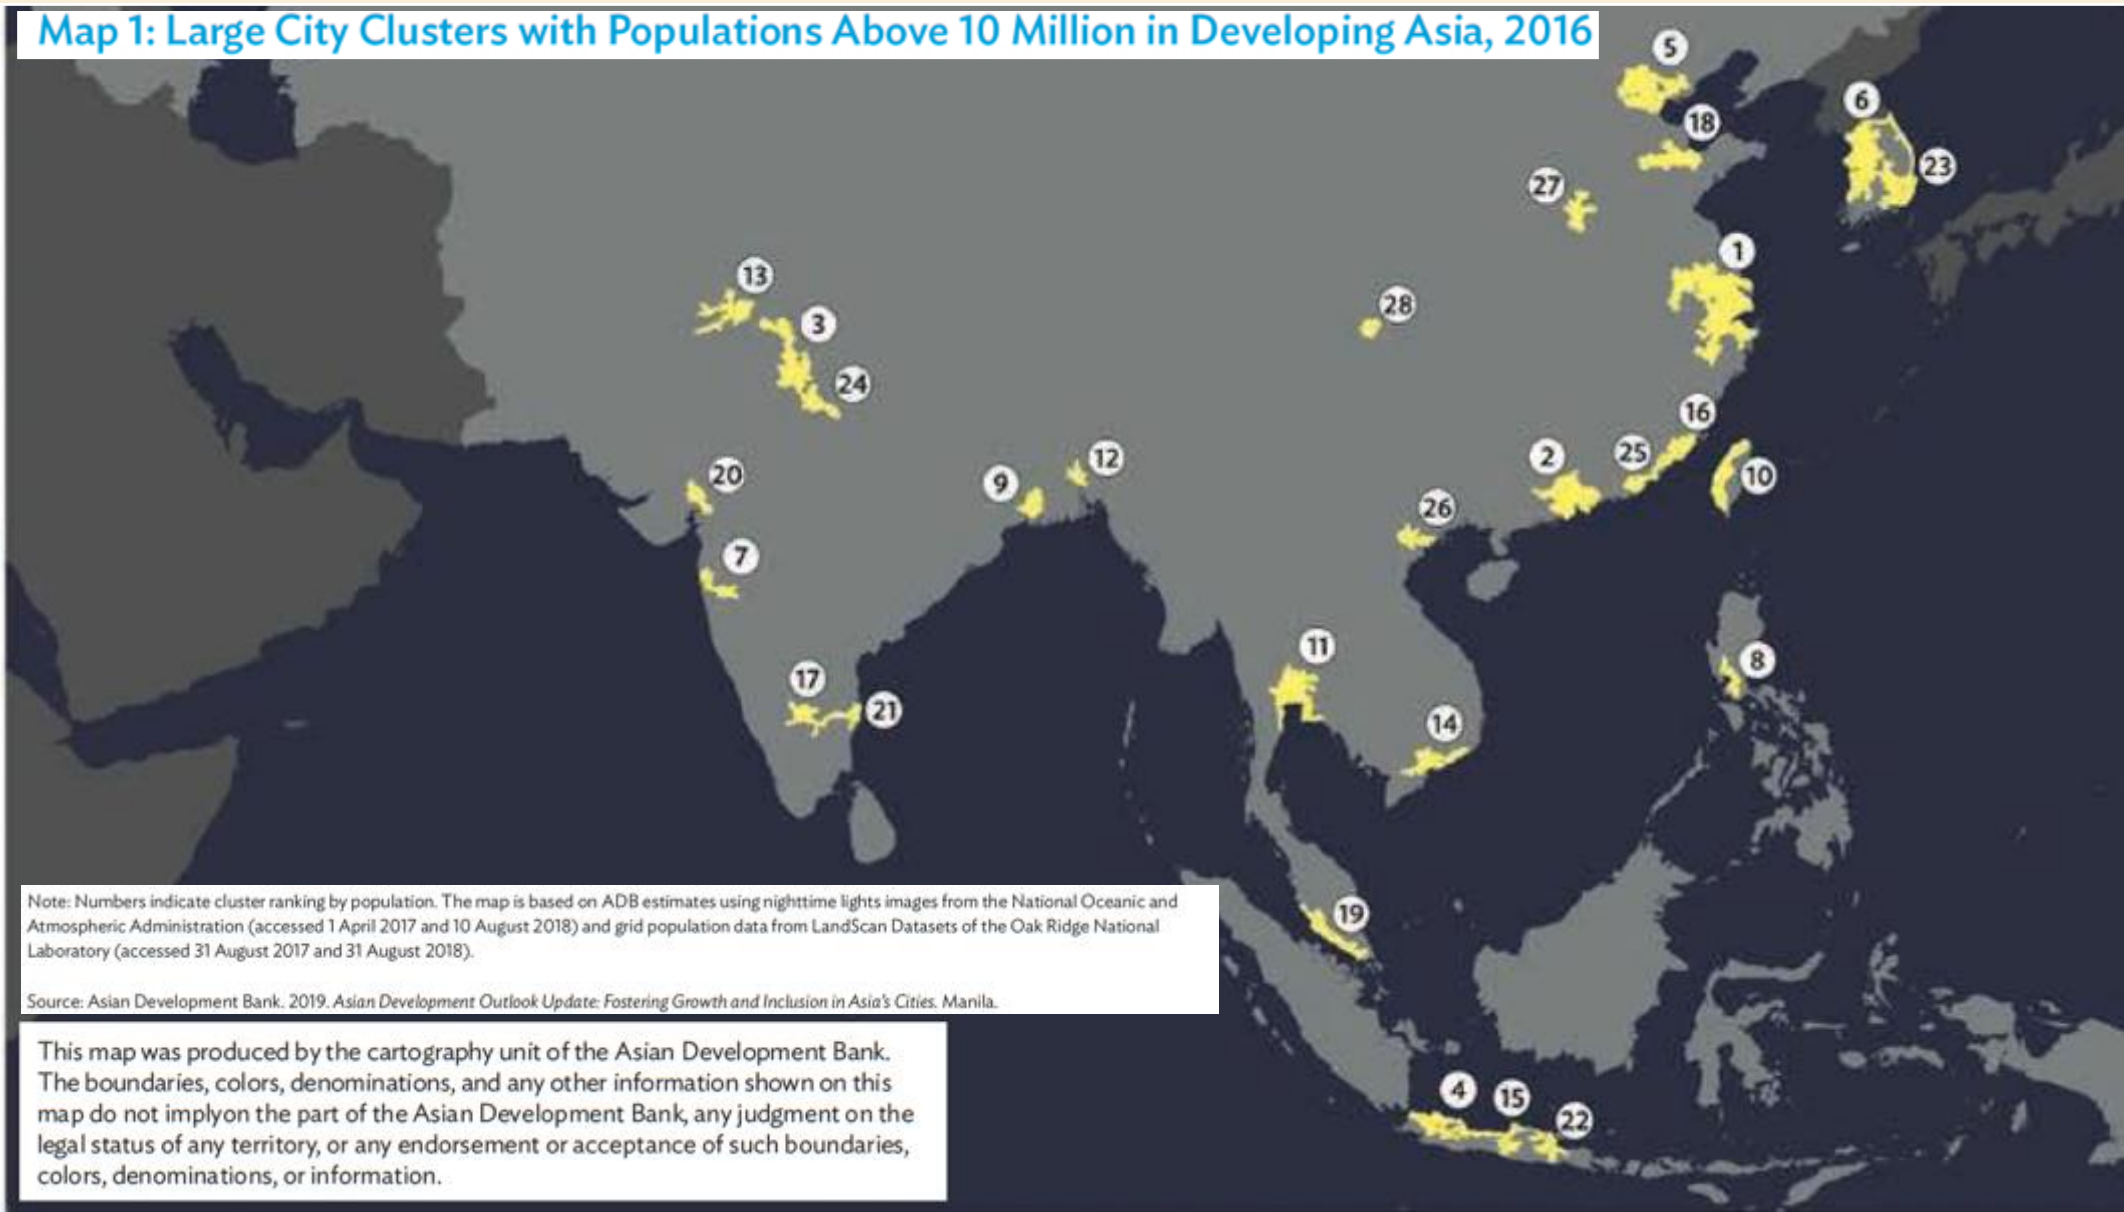 Map 1: Large City Clusters with Populations Above 10 Million in Developing Asia, 2016
5
6
18
23
27
1
13
28
3
24
16
25
2
12
20
9
10
26
7
11
8
17
21
14
19
Note: Numbers indicate cluster ranking by population. The map is based on ADB estimates using nighttime lights images from the National Oceanic and
Atmospheric Administration (accessed 1 April 2017 and 10 August 2018) and grid population data from LandScan Datasets of the Oak Ridge National
Laboratory (accessed 31 August 2017 and 31 August 2018).
Source: Asian Development Bank. 2019. Asian Development Outlook Update: Fostering Growth and Inclusion in Asia's Cities. Manila.
This map was produced by the cartography unit of the Asian Development Bank.
The boundaries, colors, denominations, and any other information shown on this
map do not implyon the part of the Asian Development Bank, any judgment on the
legal status of any territory, or any endorsement or acceptance of such boundaries,
colors, denominations, or information.
4
15
22